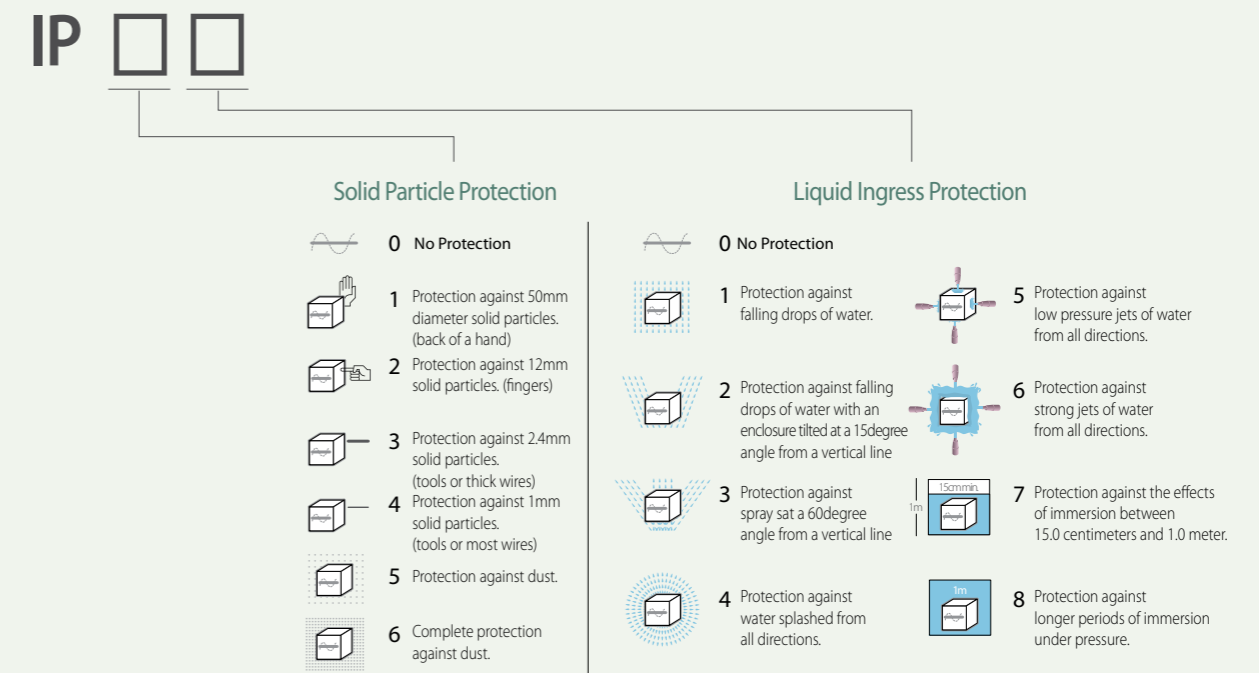 IP
Solid Particle Protection
0 No Protection
1 Protection against 50mm
diameter solid particles.
(back of a hand)
2 Protection against 12mm
solid particles. (fingers)
3 Protection against 2.4mm
solid particles.
(tools or thick wires)
4 Protection against 1mm
solid particles.
(tools or most wires)
5 Protection against dust.
6 Complete protection
against dust.
Liquid Ingress Protection
0 No Protection
1 Protection against
falling drops of water.
2 Protection against falling
drops of water with an
enclosure tilted at a 15degree
angle from a vertical line
3 Protection against
spray sat a 60degree
angle from a vertical line
4 Protection against
water splashed from
all directions.
5 Protection against
low pressure jets of water
from all directions.
6 Protection against
strong jets of water
from all directions.
15cm min.
1m
7 Protection against the effects
of immersion between
15.0 centimeters and 1.0 meter.
1m
8 Protection against
longer periods of immersion
under pressure.